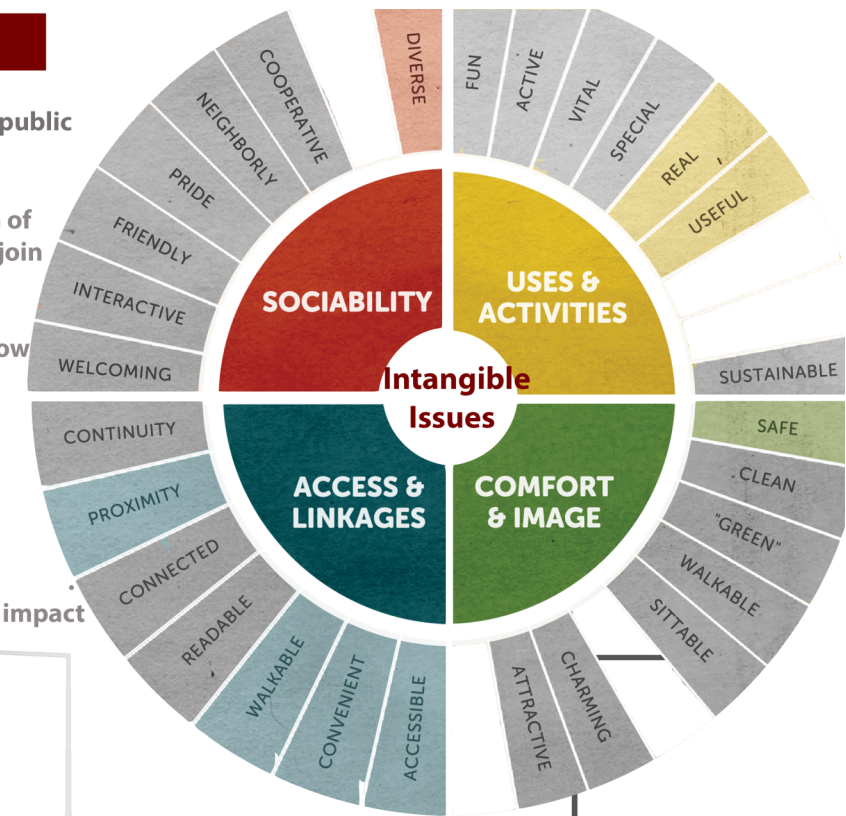 public
of
join
ow
impact
COOPERATIVE
NEIGHBORLY
PRIDE
FRIENDLY
INTERACTIVE
WELCOMING
DIVERSE
FUN
ACTIVE
VITAL
SPECIAL
REAL
USEFUL
SUSTAINABLE
SOCIABILITY
USES &
ACTIVITIES
Intangible
Issues
ACCESS &
LINKAGES
COMFORT
& IMAGE
CONTINUITY
PROXIMITY
CONNECTED
READABLE
WALKABLE
CONVENIENT
ACCESSIBLE
SAFE
CLEAN
"GREEN"
WALKABLE
SITTABLE
CHARMING
ATTRACTIVE